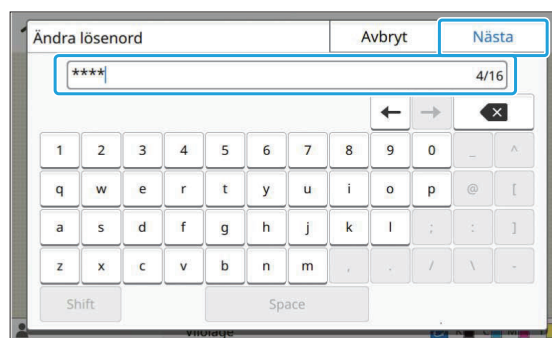 Ändra lösenord Avbryt Nästa
**** 4/16
← →
1 2 3 4 5 6 7 8 9 0 _ ^
q w e r t y u i o p @ [
a s d f g h j k l ; : ]
z x c v b n m , . / \ -
Shift Space